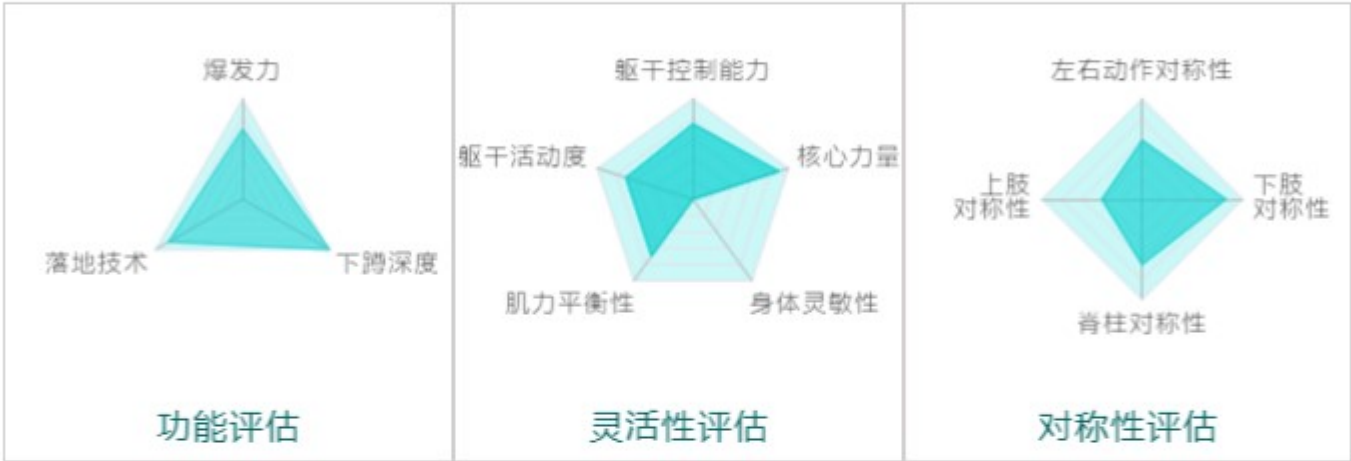 爆发力
落地技术
下蹲深度
功能评估
躯干控制能力
躯干活动度
核心力量
肌力平衡性
身体灵敏性
灵活性评估
左右动作对称性
上肢
对称性
下肢
对称性
脊柱对称性
对称性评估